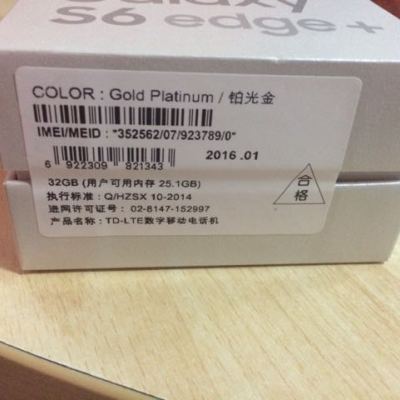 Galaxy
S6 edge+
COLOR : Gold Platinum / 铂光金
IMEI/MEID : "352562/07/923789/0"
6 922309 821343
2016 .01
32GB (用户可用内存 25.1GB)
执行标准: Q/HZSX 10-2014
进网许可证号: 02-8147-152997
产品名称: TD-LTE数字移动电话机
合格